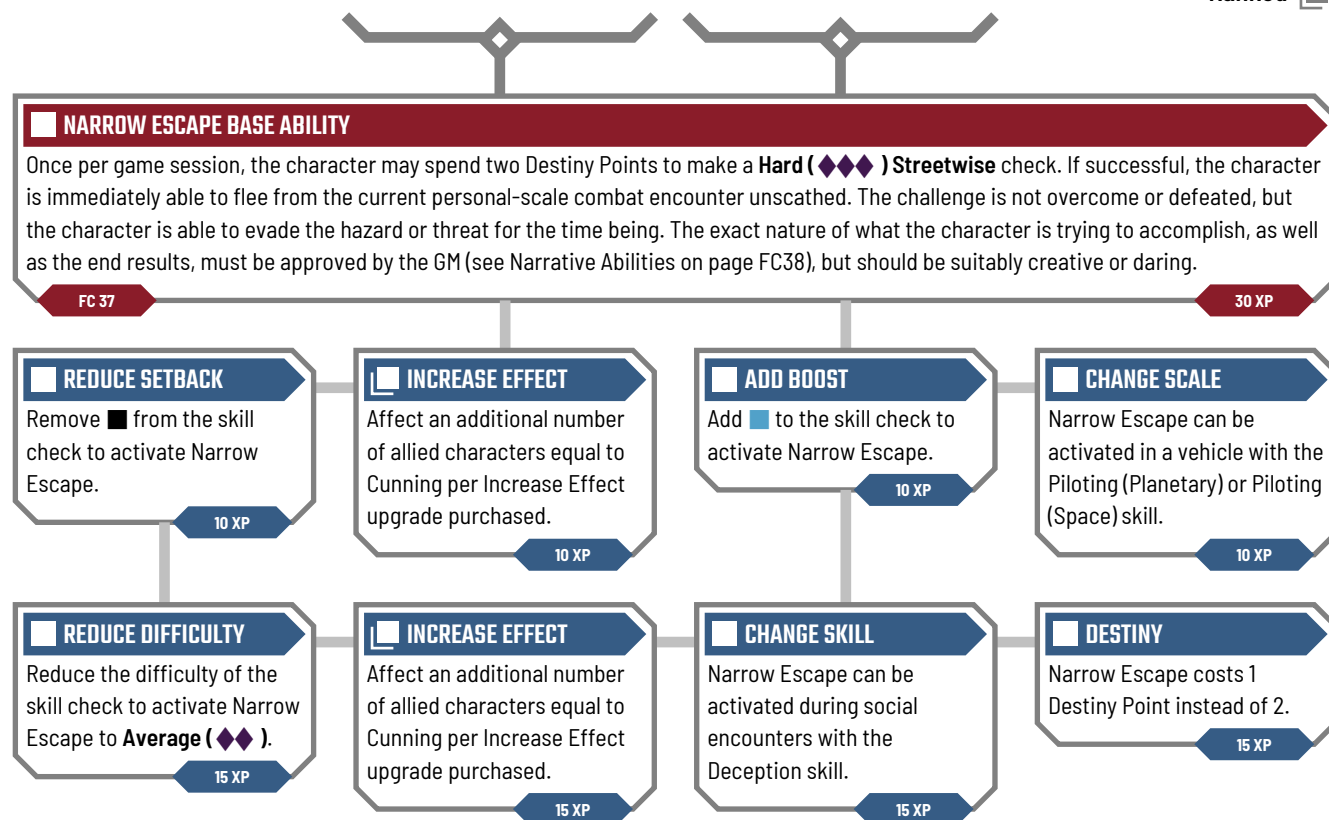 Ranked
NARROW ESCAPE BASE ABILITY
Once per game session, the character may spend two Destiny Points to make a Hard (♦♦♦) Streetwise check. If successful, the character
is immediately able to flee from the current personal-scale combat encounter unscathed. The challenge is not overcome or defeated, but
the character is able to evade the hazard or threat for the time being. The exact nature of what the character is trying to accomplish, as well
as the end results, must be approved by the GM (see Narrative Abilities on page FC38), but should be suitably creative or daring.
FC 37
30 XP
REDUCE SETBACK
Remove ■ from the skill
check to activate Narrow
Escape.
10 XP
INCREASE EFFECT
Affect an additional number
of allied characters equal to
Cunning per Increase Effect
upgrade purchased.
10 XP
ADD BOOST
Add ■ to the skill check to
activate Narrow Escape.
10 XP
CHANGE SCALE
Narrow Escape can be
activated in a vehicle with the
Piloting (Planetary) or Piloting
(Space) skill.
10 XP
REDUCE DIFFICULTY
Reduce the difficulty of the
skill check to activate Narrow
Escape to Average (♦♦).
15 XP
INCREASE EFFECT
Affect an additional number
of allied characters equal to
Cunning per Increase Effect
upgrade purchased.
15 XP
CHANGE SKILL
Narrow Escape can be
activated during social
encounters with the
Deception skill.
15 XP
DESTINY
Narrow Escape costs 1
Destiny Point instead of 2.
15 XP